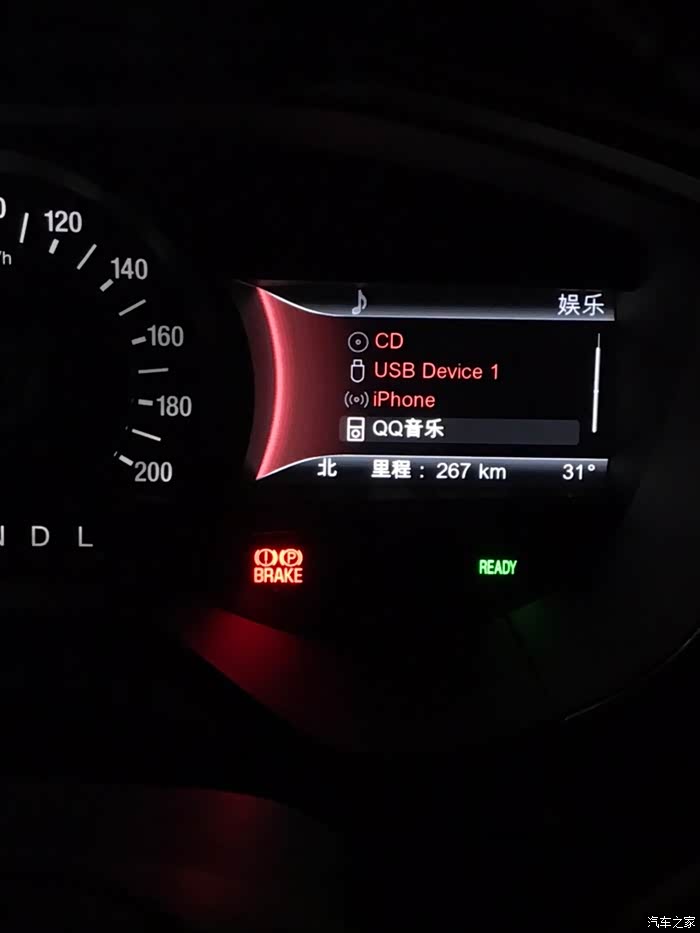 120
/h
140
160
180
200
娱乐
CD
USB Device 1
iPhone
QQ音乐
北 里程： 267 km 31°
D L
(!) (P)
BRAKE
READY
汽车之家